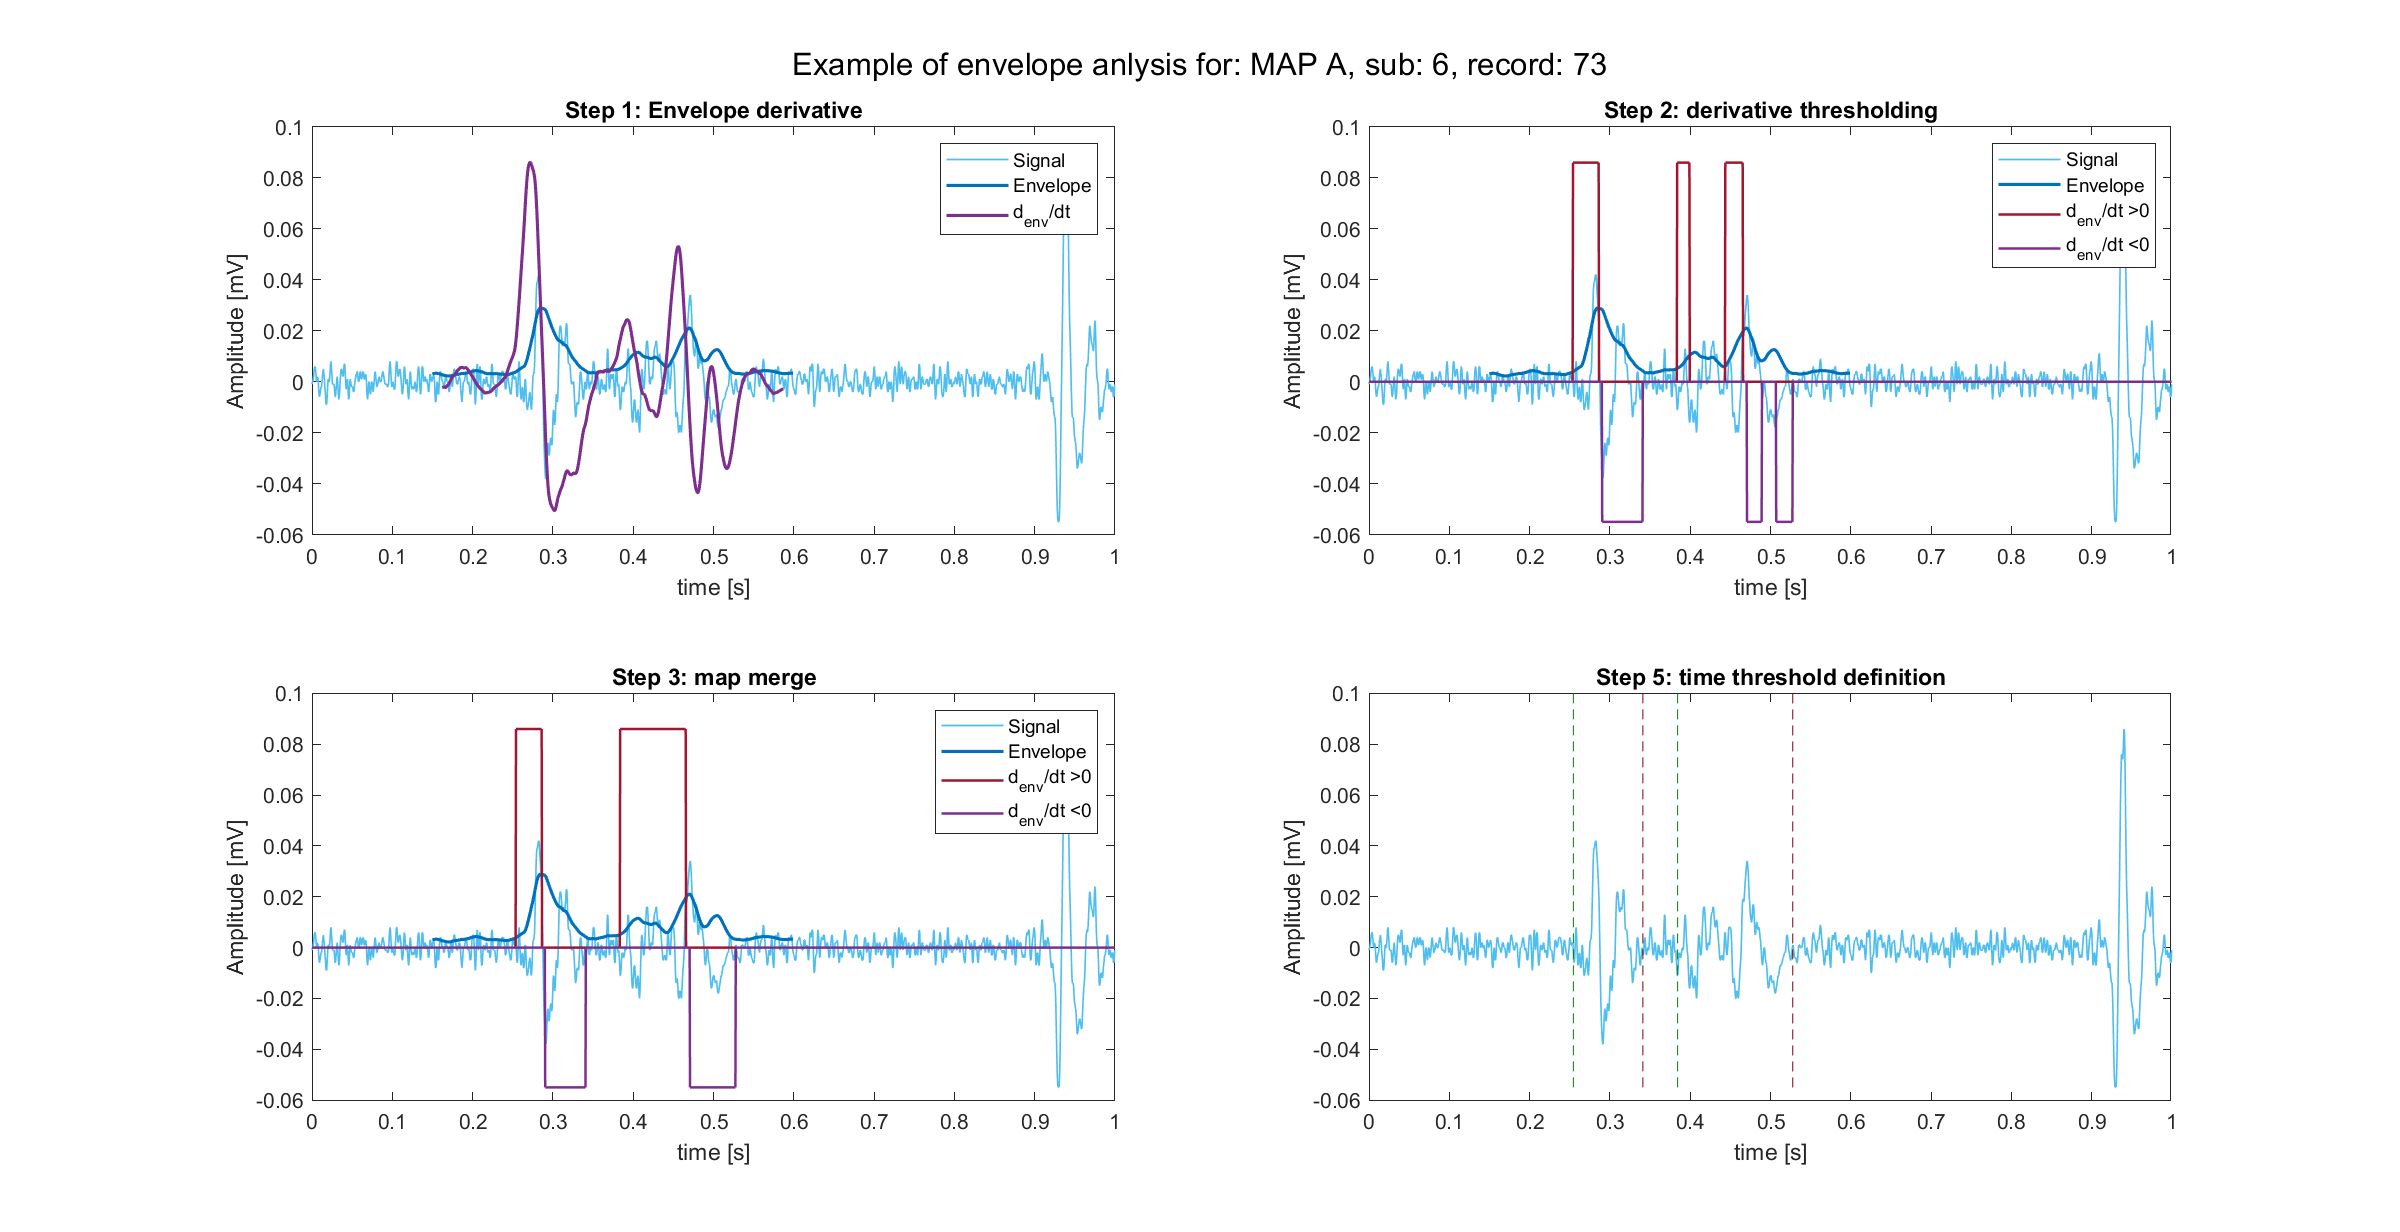 Example of envelope anlysis for: MAP A, sub: 6, record: 73
Step 1: Envelope derivative
0.1
0.08
0.06
0.04
0.02
0
-0.02
-0.04
-0.06
Amplitude [mV]
0 0.1 0.2 0.3 0.4 0.5 0.6 0.7 0.8 0.9 1
time [s]
Signal
Envelope
d_env/dt
Step 2: derivative thresholding
0.1
0.08
0.06
0.04
0.02
0
-0.02
-0.04
-0.06
Amplitude [mV]
0 0.1 0.2 0.3 0.4 0.5 0.6 0.7 0.8 0.9 1
time [s]
Signal
Envelope
d_env/dt >0
d_env/dt <0
Step 3: map merge
0.1
0.08
0.06
0.04
0.02
0
-0.02
-0.04
-0.06
Amplitude [mV]
0 0.1 0.2 0.3 0.4 0.5 0.6 0.7 0.8 0.9 1
time [s]
Signal
Envelope
d_env/dt >0
d_env/dt <0
Step 5: time threshold definition
0.1
0.08
0.06
0.04
0.02
0
-0.02
-0.04
-0.06
Amplitude [mV]
0 0.1 0.2 0.3 0.4 0.5 0.6 0.7 0.8 0.9 1
time [s]